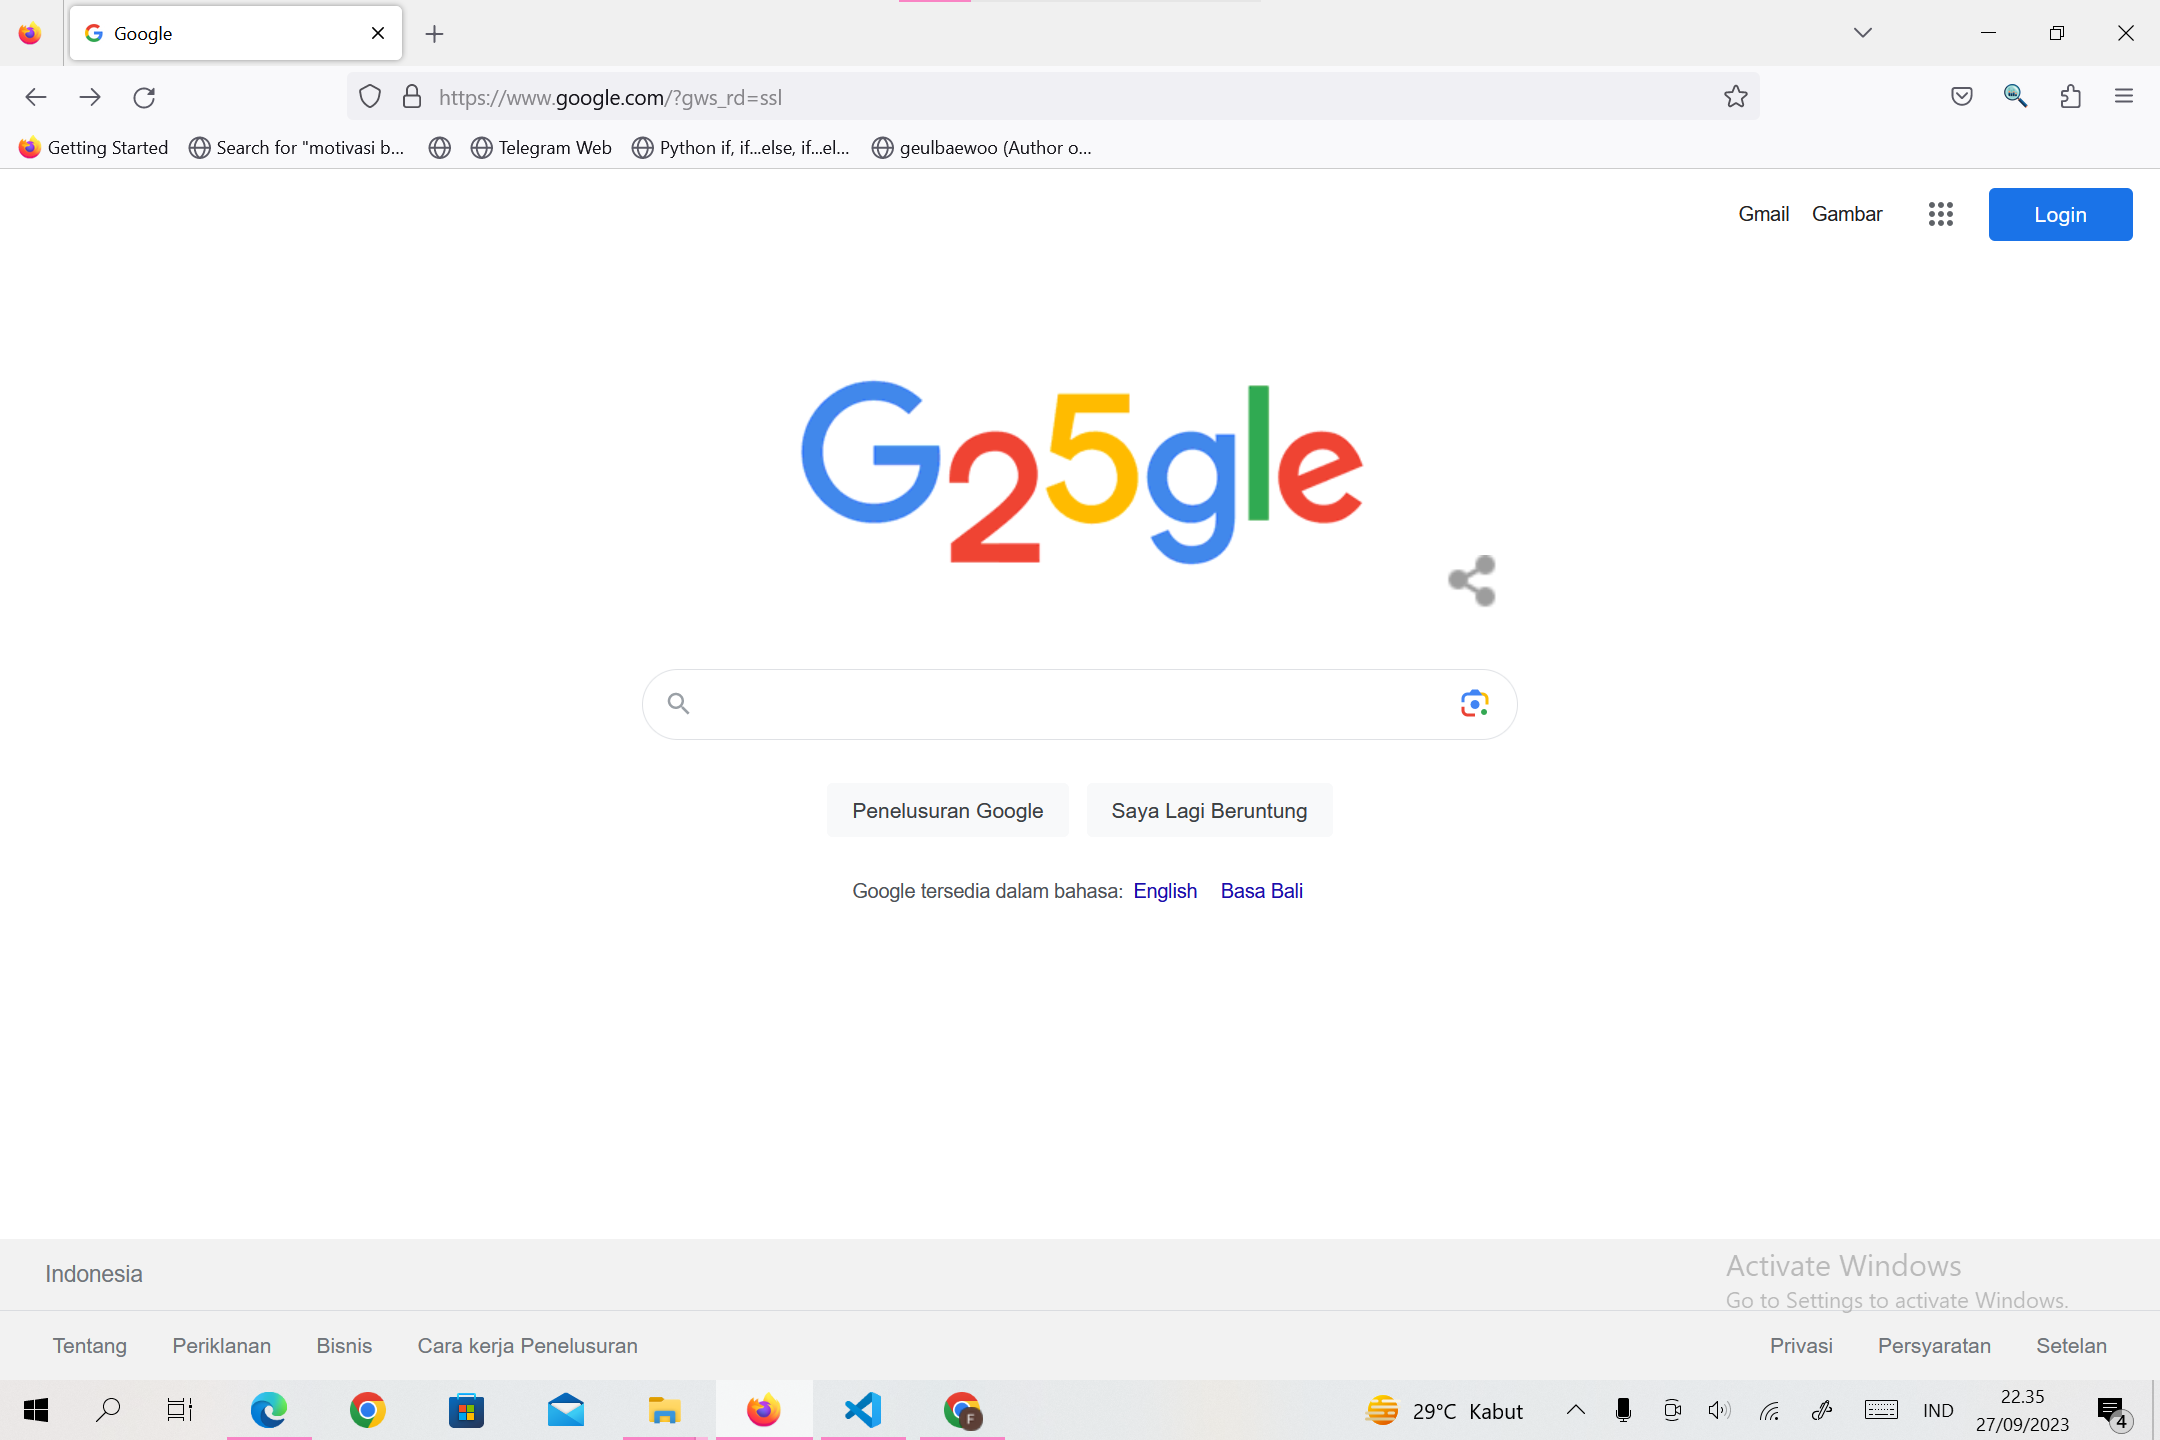 Google
https://www.google.com/?gws_rd=ssl
Getting Started
Search for "motivasi b...
Telegram Web
Python if, if...else, if...el...
geulbaewoo (Author o...
Gmail
Gambar
Login
G25gle
Penelusuran Google
Saya Lagi Beruntung
Google tersedia dalam bahasa: English Basa Bali
Indonesia
Activate Windows
Go to Settings to activate Windows.
Tentang
Periklanan
Bisnis
Cara kerja Penelusuran
Privasi
Persyaratan
Setelan
F
29°C Kabut
IND
22.35
27/09/2023
4